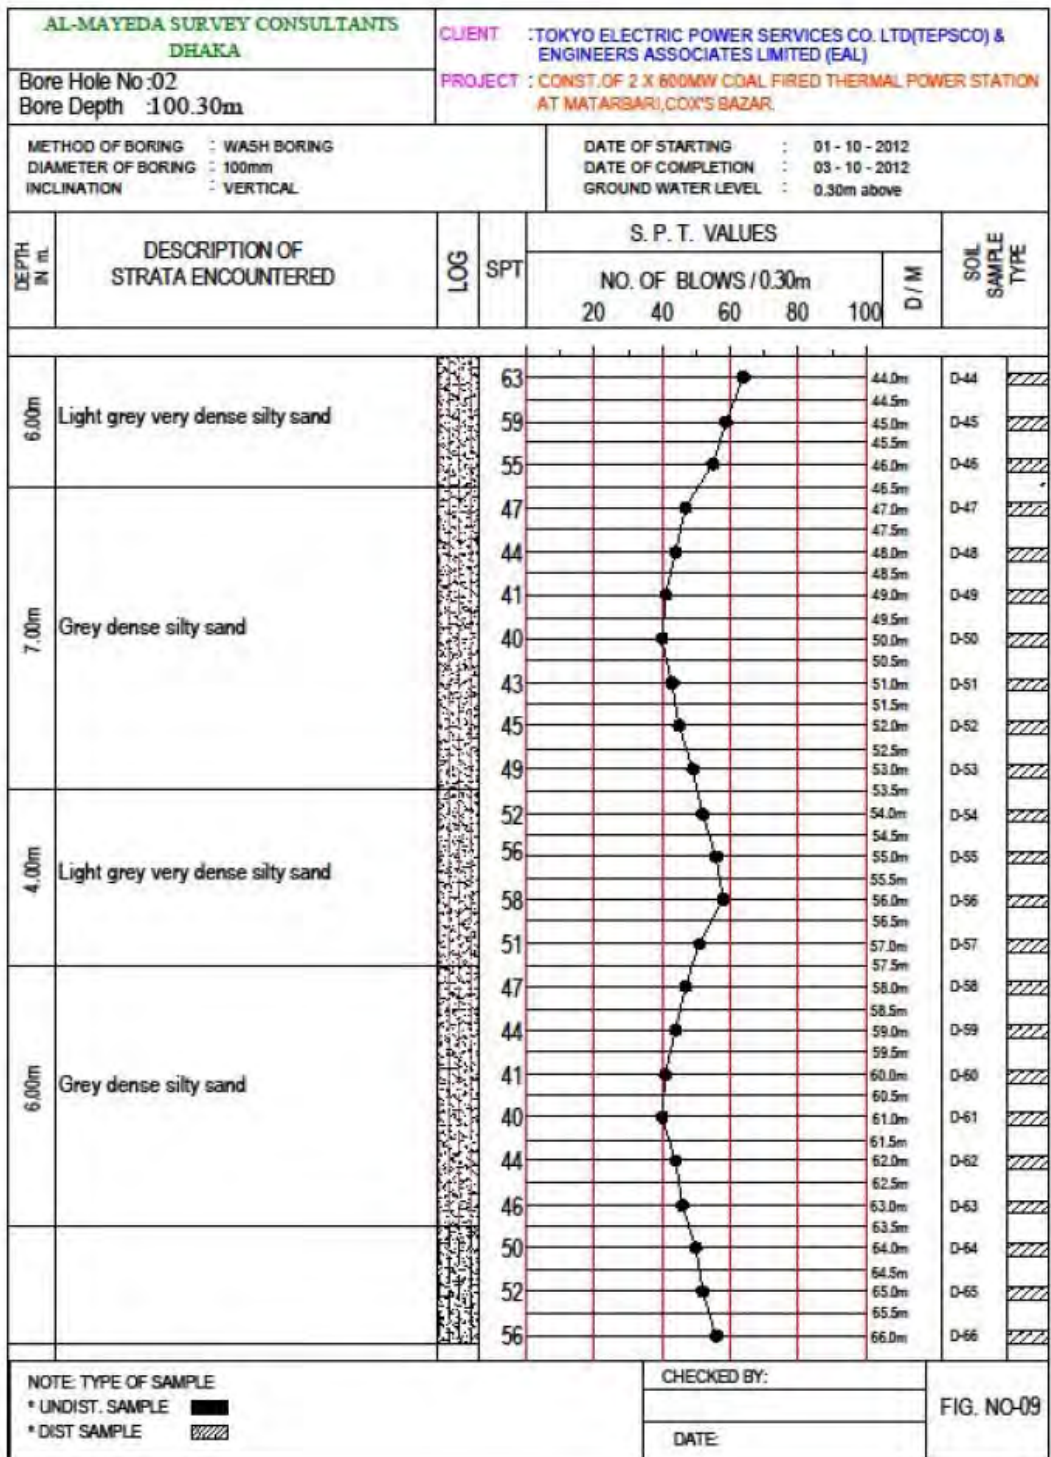 AL-MAYEDA SURVEY CONSULTANTS
DHAKA
Bore Hole No :02
Bore Depth :100.30m
CLIENT :TOKYO ELECTRIC POWER SERVICES CO. LTD(TEPSCO) &
ENGINEERS ASSOCIATES LIMITED (EAL)
PROJECT : CONST.OF 2 X 600MW COAL FIRED THERMAL POWER STATION
AT MATARBARI,COX'S BAZAR.
METHOD OF BORING : WASH BORING
DIAMETER OF BORING : 100mm
INCLINATION : VERTICAL
DATE OF STARTING : 01 - 10 - 2012
DATE OF COMPLETION : 03 - 10 - 2012
GROUND WATER LEVEL : 0.30m above
DEPTH
IN m.
DESCRIPTION OF
STRATA ENCOUNTERED
LOG
SPT
S. P. T. VALUES
NO. OF BLOWS / 0.30m
20 40 60 80 100
D / M
SOIL
SAMPLE
TYPE
63 44.0m D-44
44.5m
6.00m Light grey very dense silty sand
59 45.0m D-45
45.5m
55 46.0m D-46
46.5m
47 47.0m D-47
47.5m
44 48.0m D-48
48.5m
41 49.0m D-49
49.5m
7.00m Grey dense silty sand
40 50.0m D-50
50.5m
43 51.0m D-51
51.5m
45 52.0m D-52
52.5m
49 53.0m D-53
53.5m
52 54.0m D-54
54.5m
56 55.0m D-55
55.5m
4.00m Light grey very dense silty sand
58 56.0m D-56
56.5m
51 57.0m D-57
57.5m
47 58.0m D-58
58.5m
44 59.0m D-59
59.5m
41 60.0m D-60
60.5m
6.00m Grey dense silty sand
40 61.0m D-61
61.5m
44 62.0m D-62
62.5m
46 63.0m D-63
63.5m
50 64.0m D-64
64.5m
52 65.0m D-65
65.5m
56 66.0m D-66
NOTE: TYPE OF SAMPLE
* UNDIST. SAMPLE
* DIST SAMPLE
CHECKED BY:
DATE:
FIG. NO-09